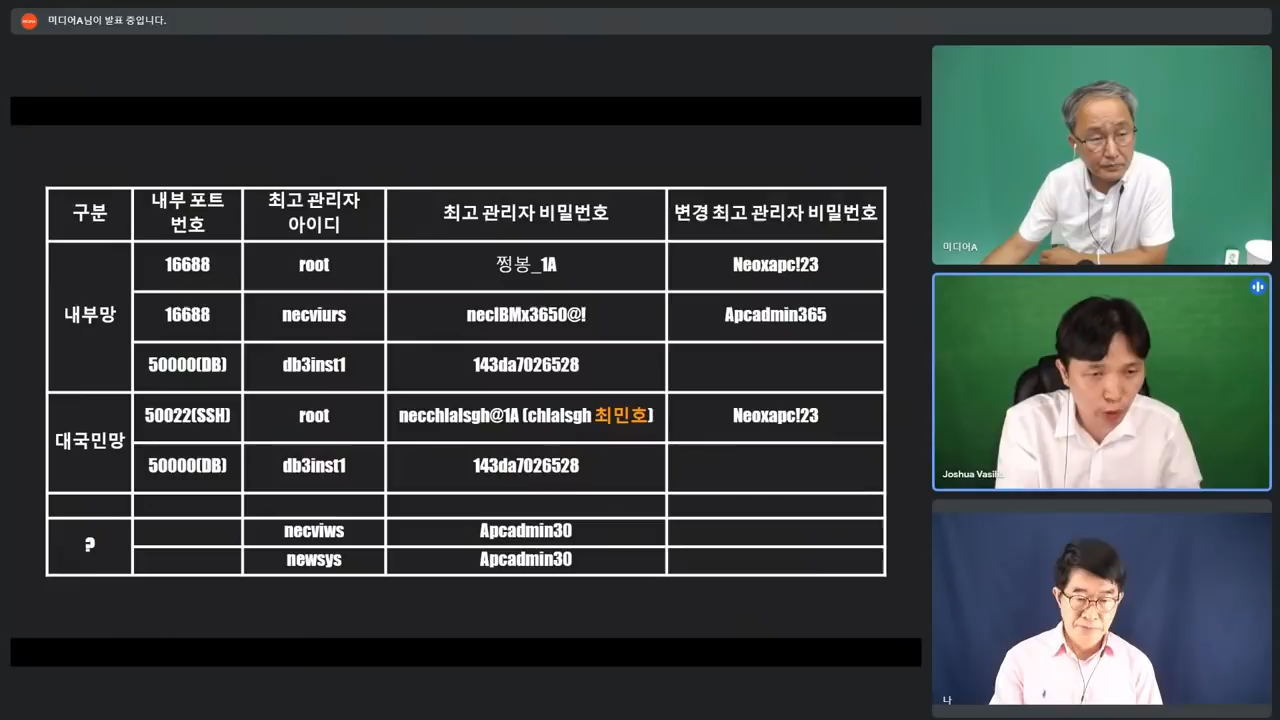 미디어A님이 발표 중입니다.
구분
내부 포트 번호
최고 관리자 아이디
최고 관리자 비밀번호
변경 최고 관리자 비밀번호
내부망
16688
root
쩡봉_1A
Neoxapc!23
16688
necviurs
necIBMx3650@!
Apcadmin365
50000(DB)
db3inst1
143da7026528
대국민망
50022(SSH)
root
necchlalsgh@1A (chlalsgh 최민호)
Neoxapc!23
50000(DB)
db3inst1
143da7026528
?
necviws
Apcadmin30
newsys
Apcadmin30
미디어A
Joshua Vasil
나